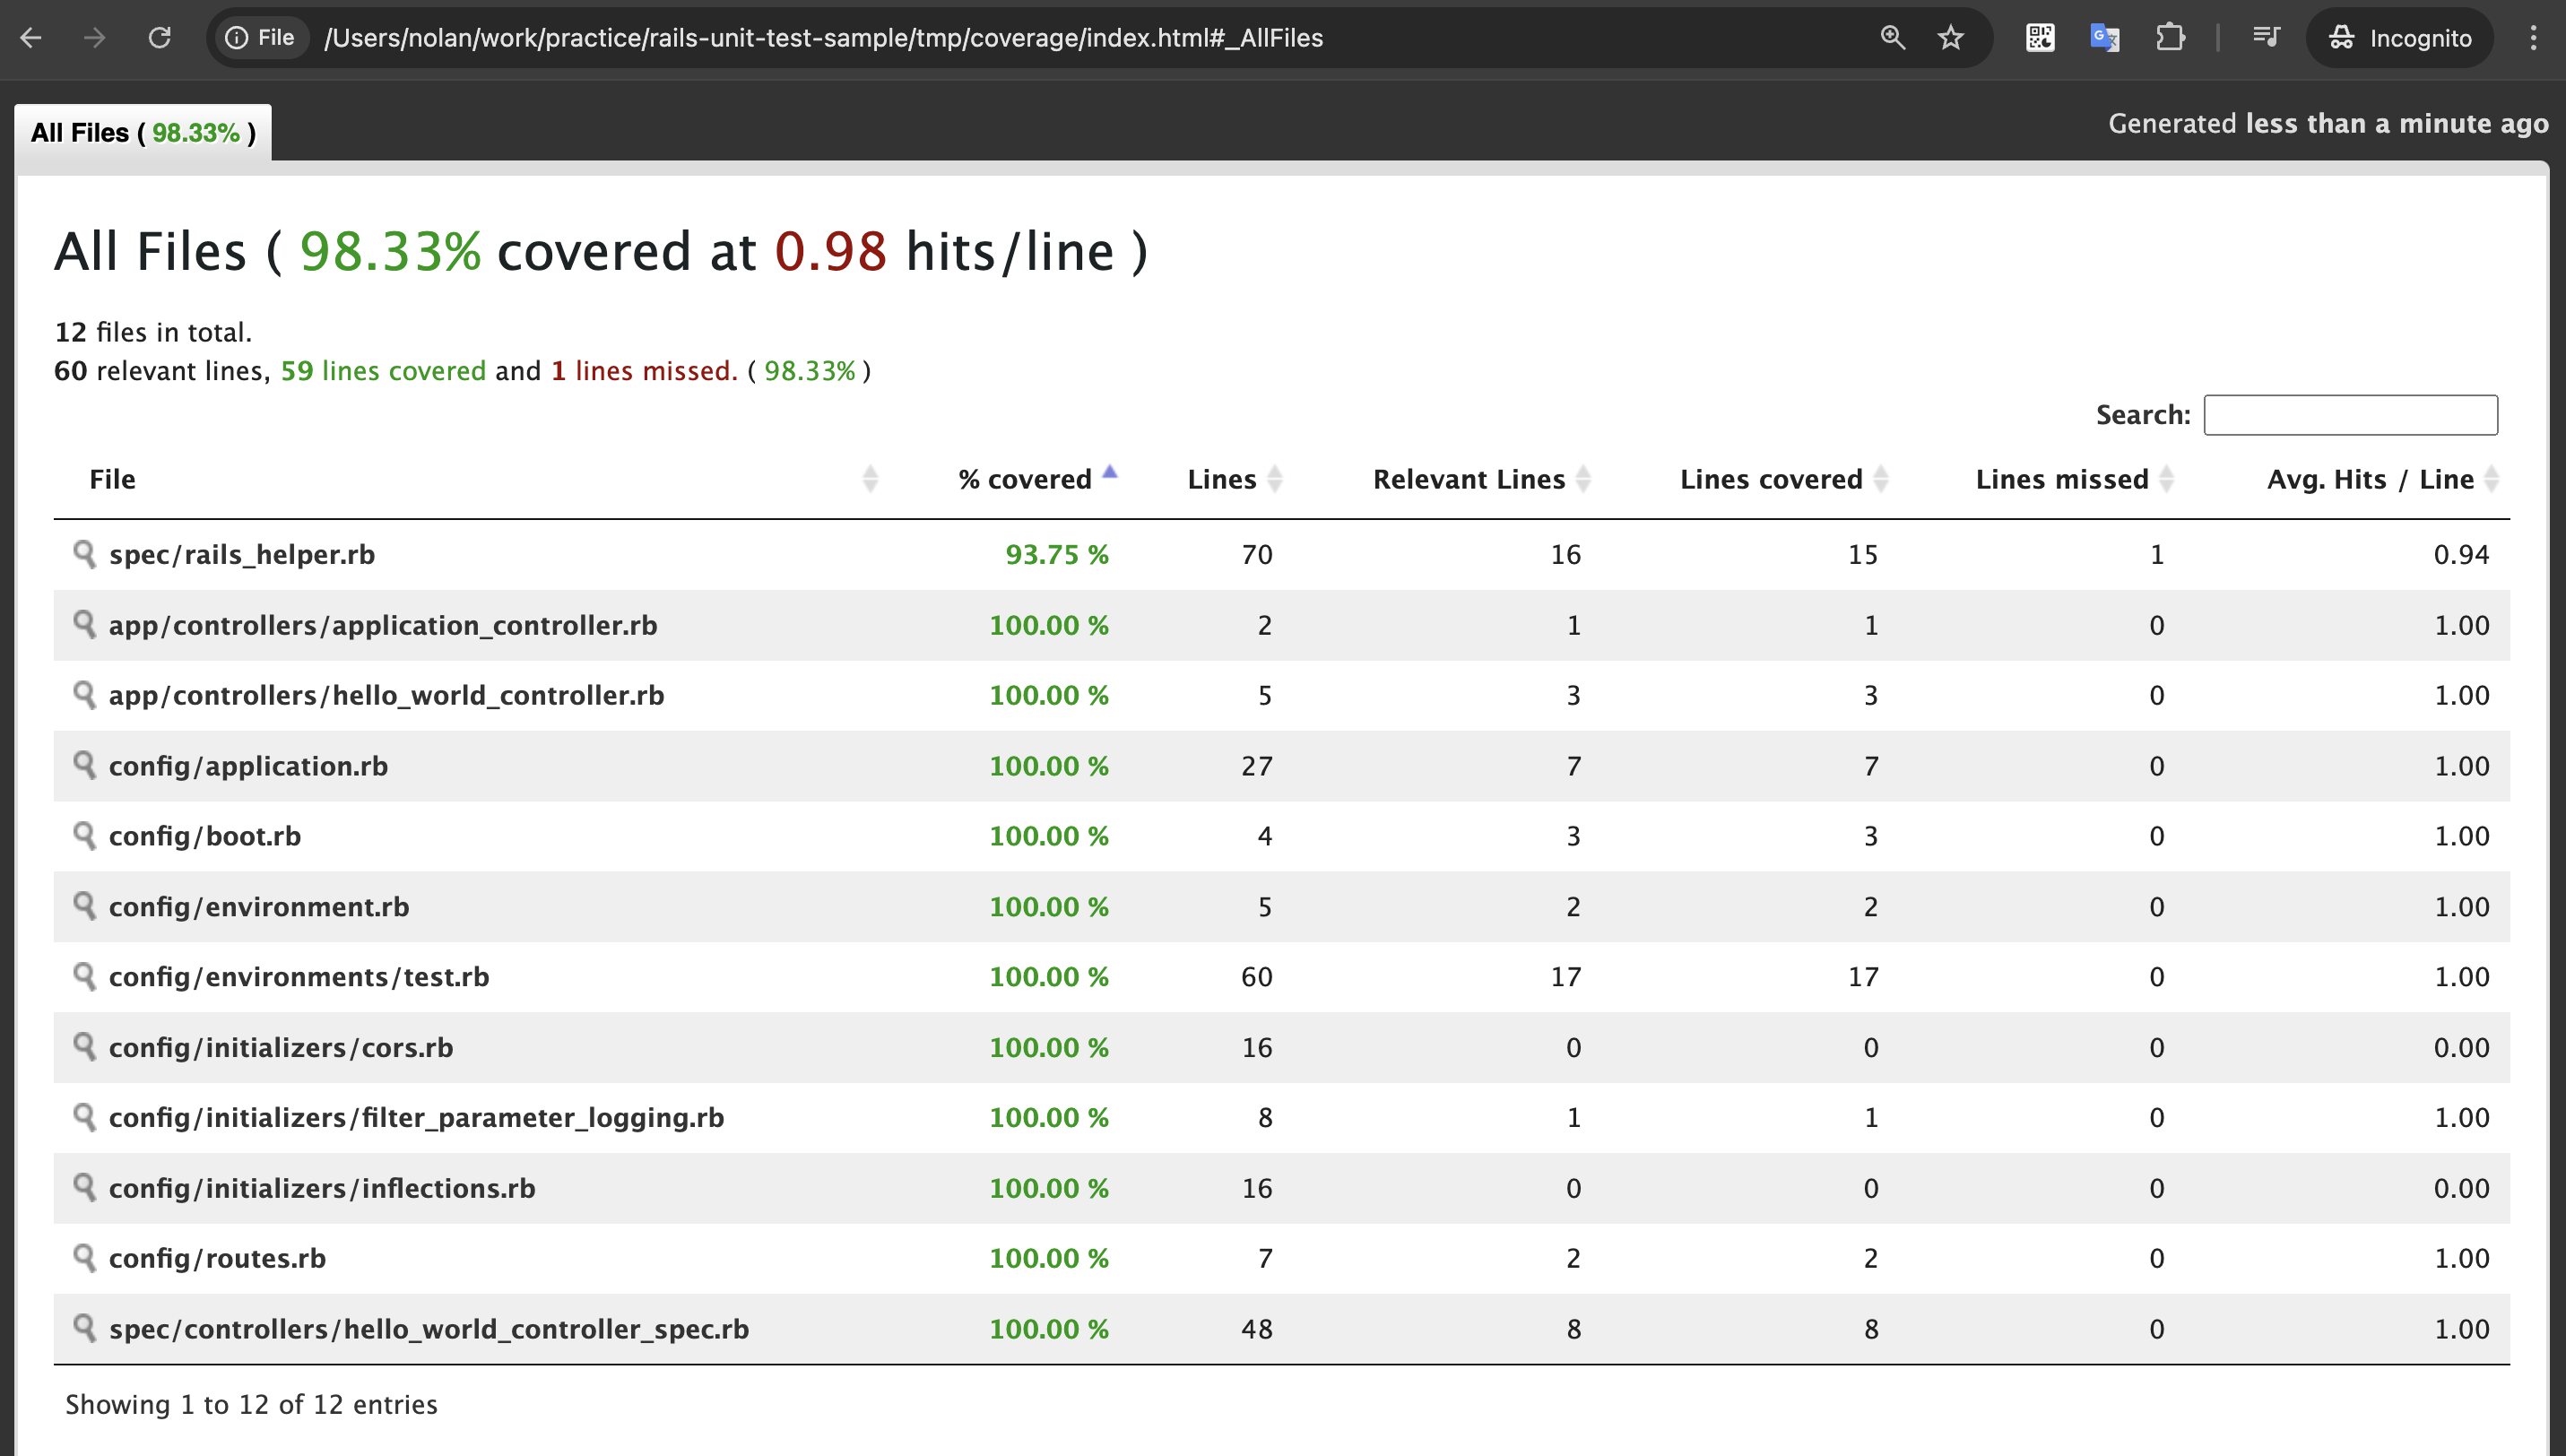 File /Users/nolan/work/practice/rails-unit-test-sample/tmp/coverage/index.html#_AllFiles Incognito
All Files ( 98.33% ) Generated less than a minute ago
All Files ( 98.33% covered at 0.98 hits/line )
12 files in total.
60 relevant lines, 59 lines covered and 1 lines missed. ( 98.33% )
Search:
File % covered Lines Relevant Lines Lines covered Lines missed Avg. Hits / Line
spec/rails_helper.rb 93.75 % 70 16 15 1 0.94
app/controllers/application_controller.rb 100.00 % 2 1 1 0 1.00
app/controllers/hello_world_controller.rb 100.00 % 5 3 3 0 1.00
config/application.rb 100.00 % 27 7 7 0 1.00
config/boot.rb 100.00 % 4 3 3 0 1.00
config/environment.rb 100.00 % 5 2 2 0 1.00
config/environments/test.rb 100.00 % 60 17 17 0 1.00
config/initializers/cors.rb 100.00 % 16 0 0 0 0.00
config/initializers/filter_parameter_logging.rb 100.00 % 8 1 1 0 1.00
config/initializers/inflections.rb 100.00 % 16 0 0 0 0.00
config/routes.rb 100.00 % 7 2 2 0 1.00
spec/controllers/hello_world_controller_spec.rb 100.00 % 48 8 8 0 1.00
Showing 1 to 12 of 12 entries